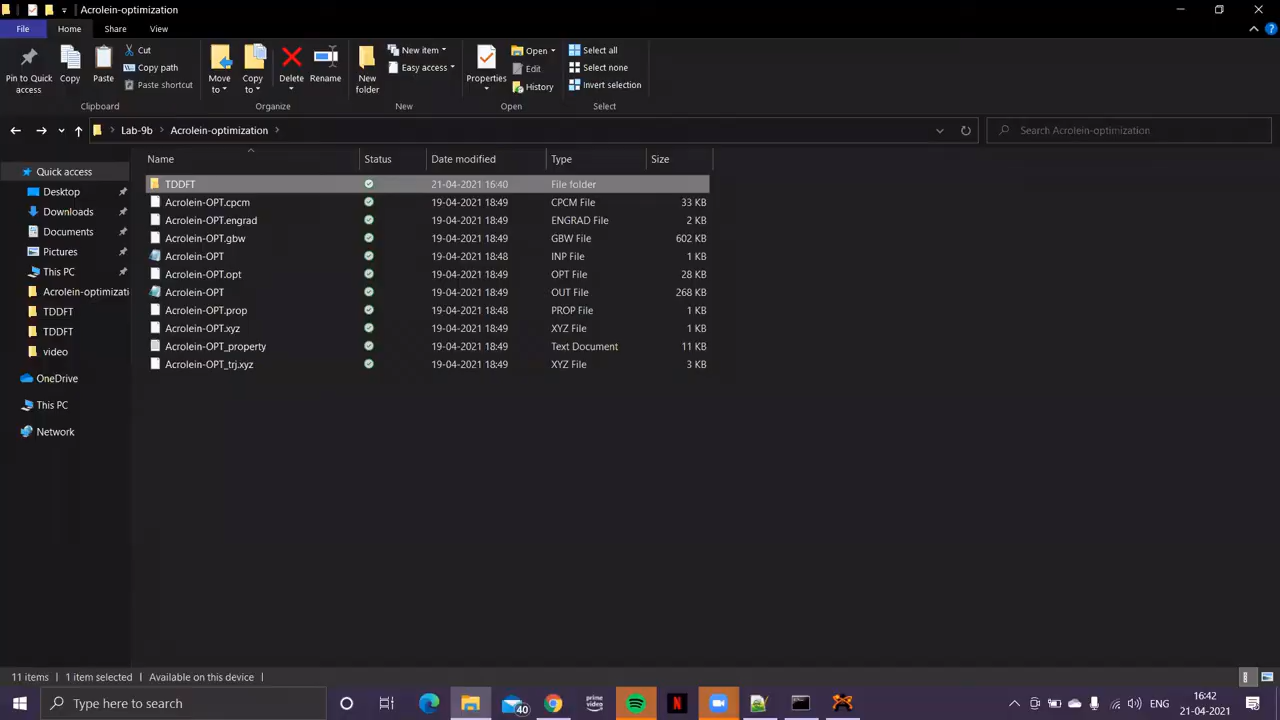 Acrolein-optimization
File Home Share View
Pin to Quick access
Copy
Paste
Cut
Copy path
Paste shortcut
Clipboard
Move to
Copy to
Delete
Rename
Organize
New folder
New item
Easy access
New
Properties
Open
Edit
History
Open
Select all
Select none
Invert selection
Select
Lab-9b Acrolein-optimization
Search Acrolein-optimization
Name Status Date modified Type Size
TDDFT 21-04-2021 16:40 File folder
Acrolein-OPT.cpcm 19-04-2021 18:49 CPCM File 33 KB
Acrolein-OPT.engrad 19-04-2021 18:49 ENGRAD File 2 KB
Acrolein-OPT.gbw 19-04-2021 18:49 GBW File 602 KB
Acrolein-OPT 19-04-2021 18:48 INP File 1 KB
Acrolein-OPT.opt 19-04-2021 18:49 OPT File 28 KB
Acrolein-OPT 19-04-2021 18:49 OUT File 268 KB
Acrolein-OPT.prop 19-04-2021 18:48 PROP File 1 KB
Acrolein-OPT.xyz 19-04-2021 18:49 XYZ File 1 KB
Acrolein-OPT_property 19-04-2021 18:49 Text Document 11 KB
Acrolein-OPT_trj.xyz 19-04-2021 18:49 XYZ File 3 KB
Quick access
Desktop
Downloads
Documents
Pictures
This PC
Acrolein-optimizati
TDDFT
TDDFT
video
OneDrive
This PC
Network
11 items 1 item selected Available on this device
Type here to search
prime video
N
40
ENG
16:42
21-04-2021